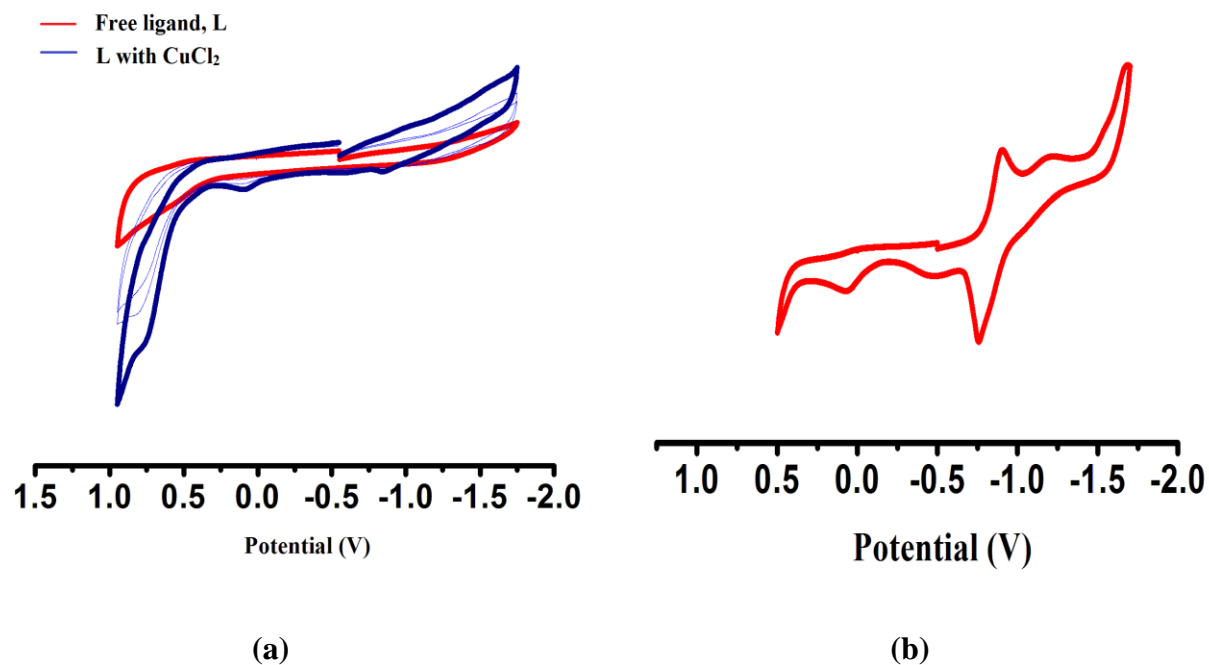 Free ligand, L
L with CuCl₂
1.5 1.0 0.5 0.0 -0.5 -1.0 -1.5 -2.0
Potential (V)
(a)
1.0 0.5 0.0 -0.5 -1.0 -1.5 -2.0
Potential (V)
(b)